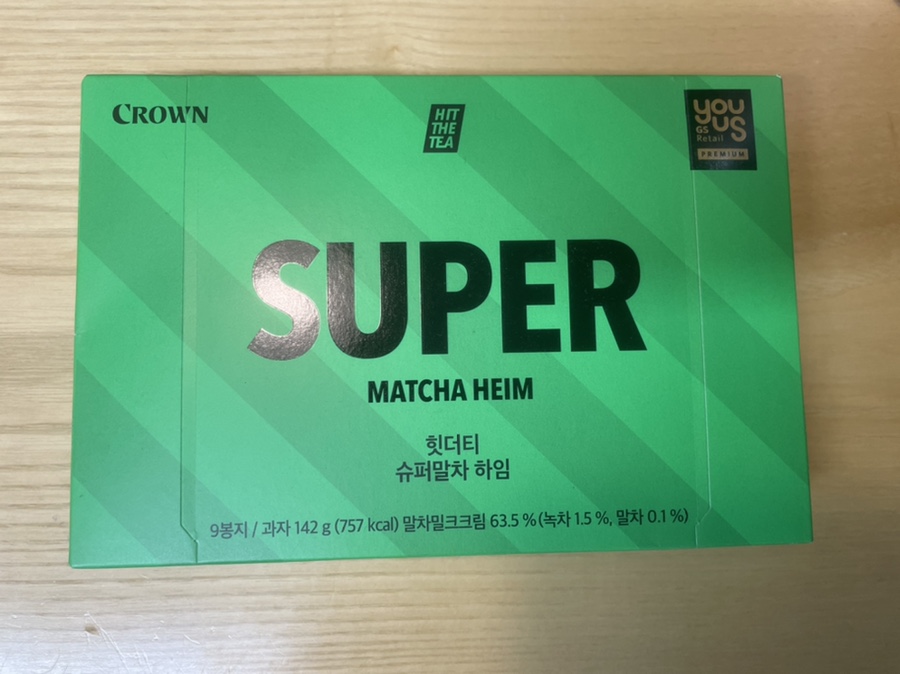 CROWN
HIT
THE
TEA
you
us
GS
Retail
PREMIUM
SUPER
MATCHA HEIM
힛더티
슈퍼말차 하임
9봉지 / 과자 142 g (757 kcal) 말차밀크크림 63.5 % (녹차 1.5 %, 말차 0.1 %)